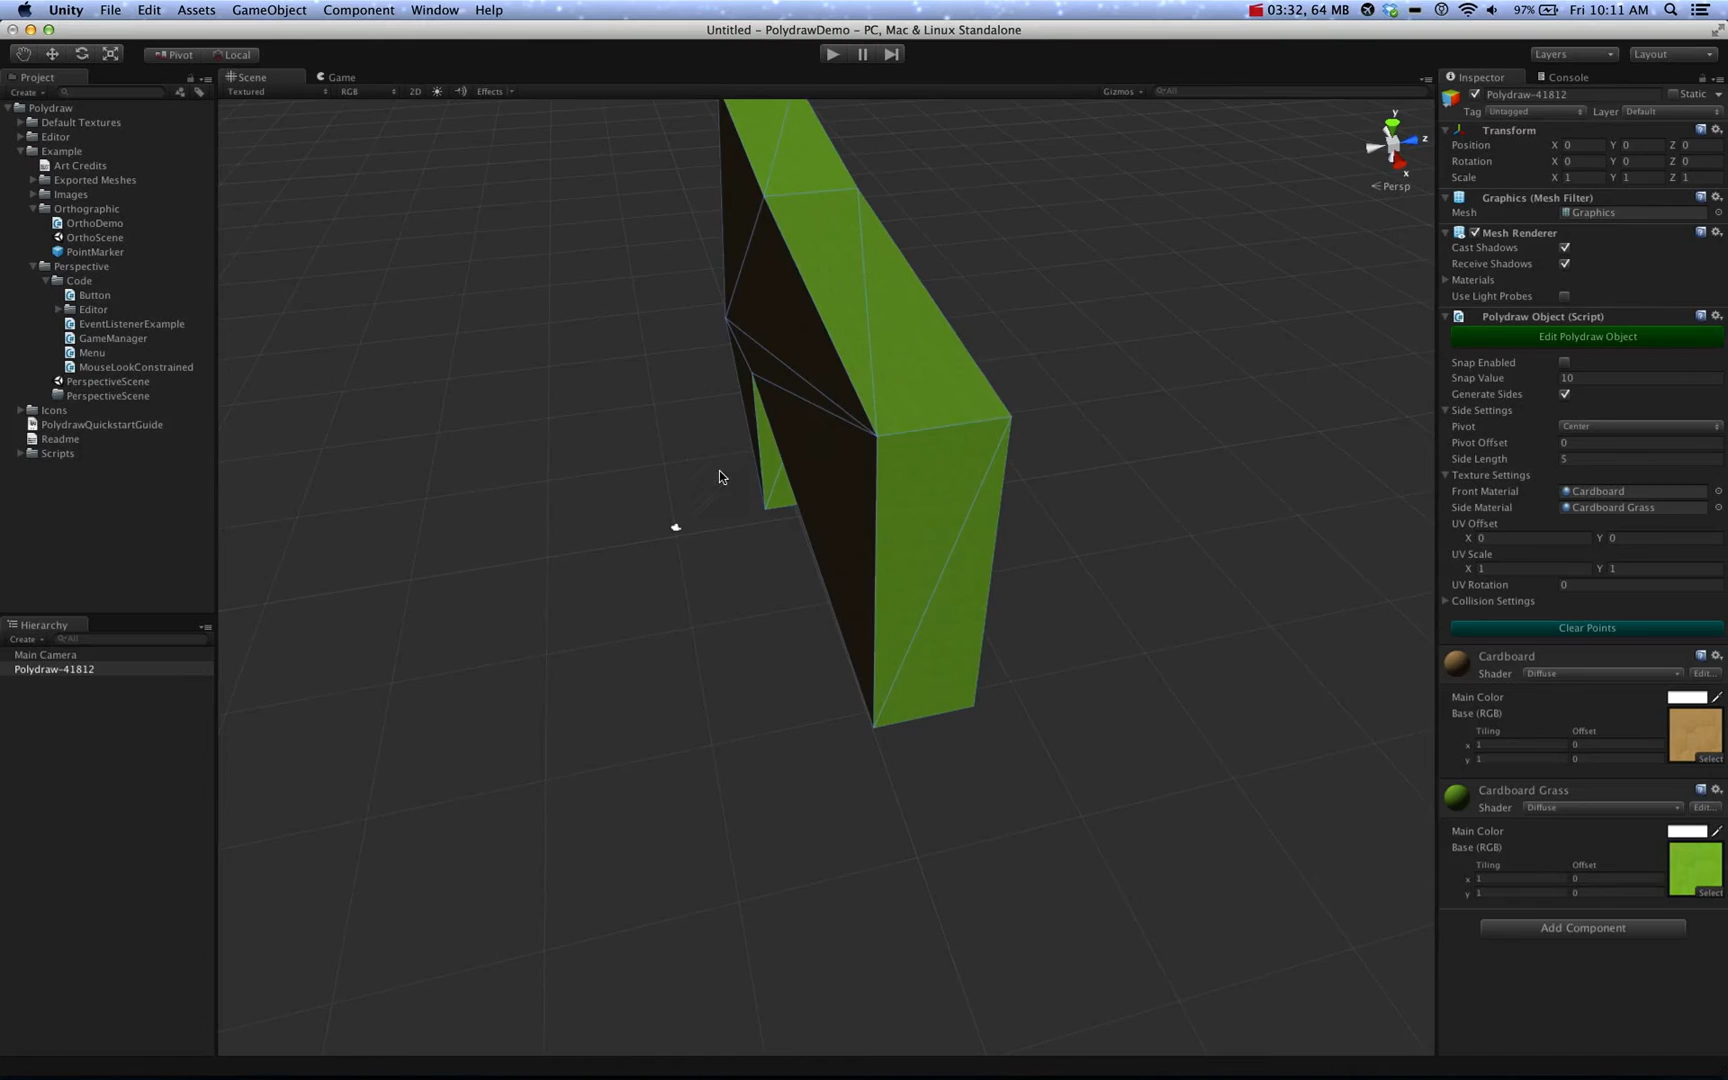 Unity File Edit Assets GameObject Component Window Help 03:32, 64 MB 97% Fri 10:11 AM
Untitled - PolydrawDemo - PC, Mac & Linux Standalone
Pivot Local Layers Layout
Project
Create
Polydraw
Default Textures
Editor
Example
Art Credits
Exported Meshes
Images
Orthographic
OrthoDemo
OrthoScene
PointMarker
Perspective
Code
Button
Editor
EventListenerExample
GameManager
Menu
MouseLookConstrained
PerspectiveScene
PerspectiveScene
Icons
PolydrawQuickstartGuide
Readme
Scripts
Hierarchy
Create All
Main Camera
Polydraw-41812
Scene Game
Textured RGB 2D Effects Gizmos All
y
z
x
Persp
Inspector Console
Polydraw-41812 Static
Tag Untagged Layer Default
Transform
Position X 0 Y 0 Z 0
Rotation X 0 Y 0 Z 0
Scale X 1 Y 1 Z 1
Graphics (Mesh Filter)
Mesh Graphics
Mesh Renderer
Cast Shadows
Receive Shadows
Materials
Use Light Probes
Polydraw Object (Script)
Edit Polydraw Object
Snap Enabled
Snap Value 10
Generate Sides
Side Settings
Pivot Center
Pivot Offset 0
Side Length 5
Texture Settings
Front Material Cardboard
Side Material Cardboard Grass
UV Offset
X 0 Y 0
UV Scale
X 1 Y 1
UV Rotation 0
Collision Settings
Clear Points
Cardboard
Shader Diffuse Edit...
Main Color
Base (RGB)
Tiling Offset
x 1 0
y 1 0
Select
Cardboard Grass
Shader Diffuse Edit...
Main Color
Base (RGB)
Tiling Offset
x 1 0
y 1 0
Select
Add Component